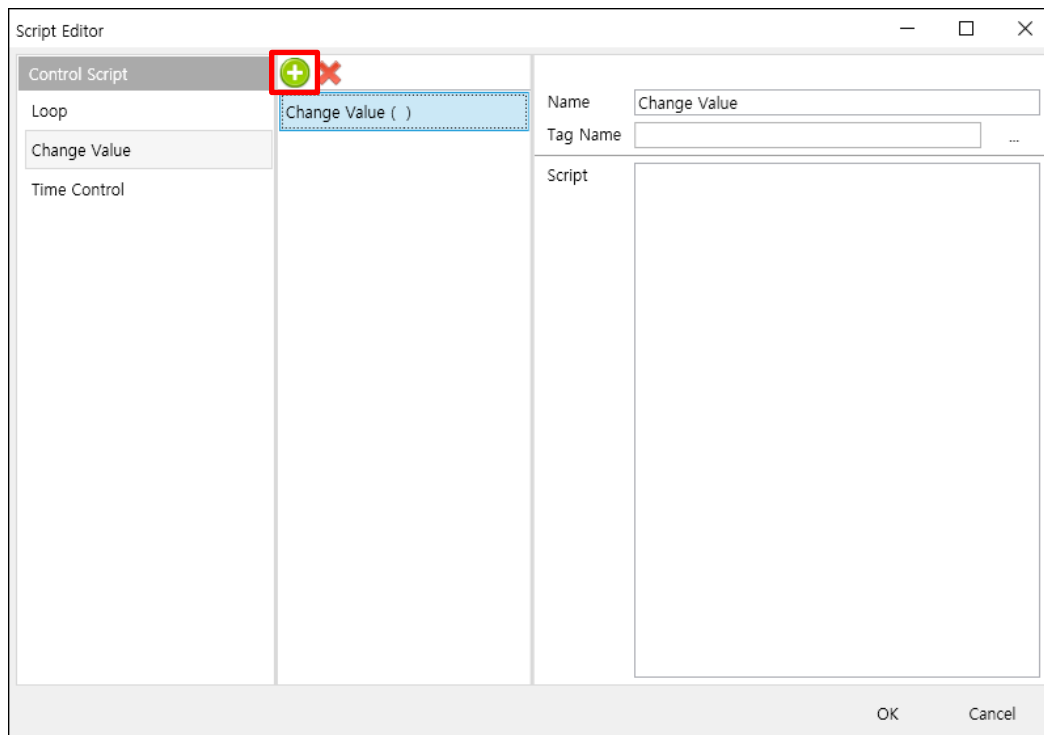 Script Editor
Control Script
Loop
Change Value
Time Control
Change Value (  )
Name
Change Value
Tag Name
...
Script
OK
Cancel